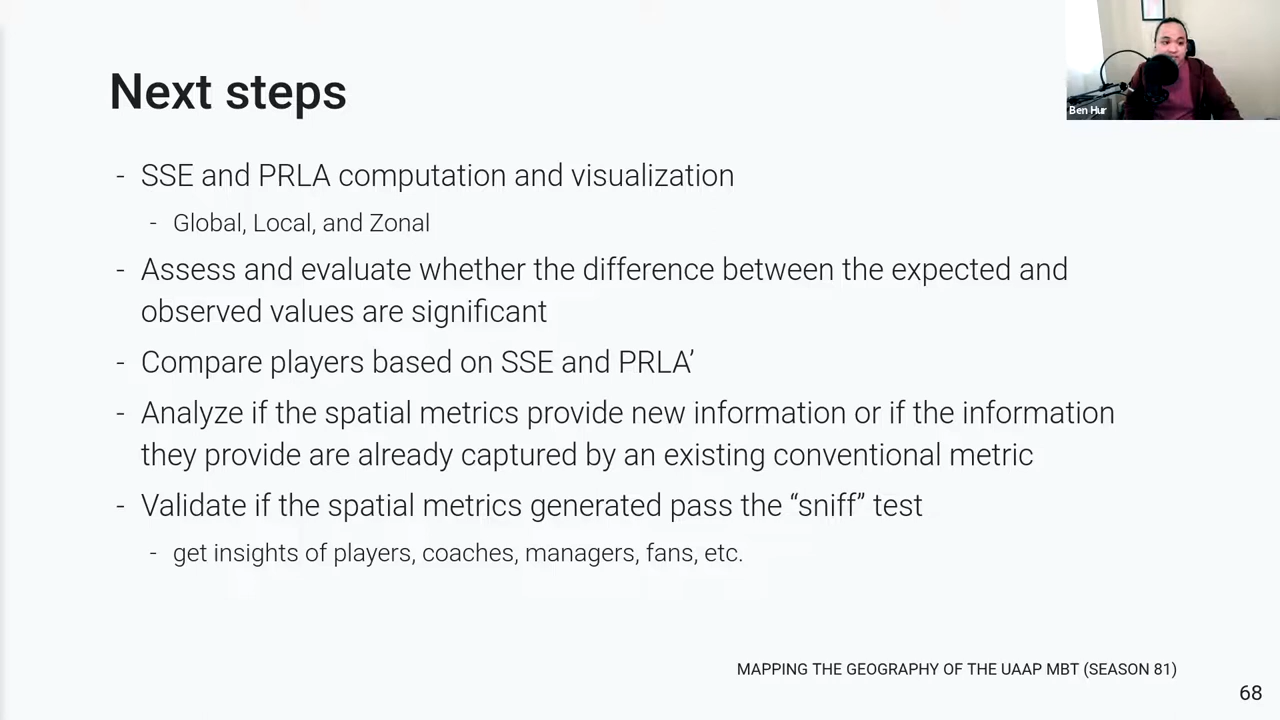 Next steps
Ben Hur
- SSE and PRLA computation and visualization
- Global, Local, and Zonal
- Assess and evaluate whether the difference between the expected and
observed values are significant
- Compare players based on SSE and PRLA’
- Analyze if the spatial metrics provide new information or if the information
they provide are already captured by an existing conventional metric
- Validate if the spatial metrics generated pass the “sniff” test
- get insights of players, coaches, managers, fans, etc.
MAPPING THE GEOGRAPHY OF THE UAAP MBT (SEASON 81)
68